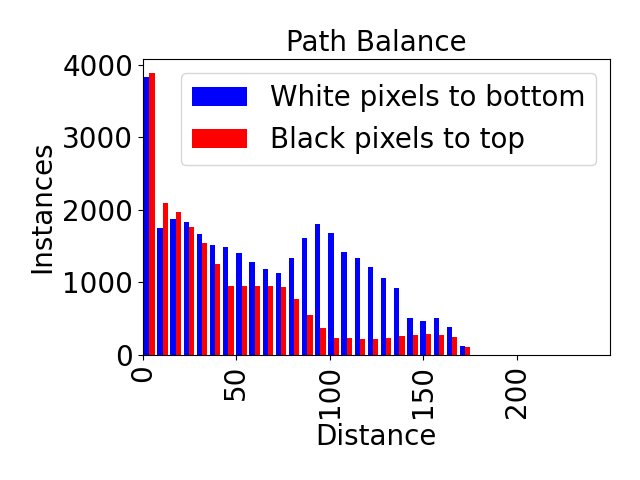 Path Balance
White pixels to bottom
Black pixels to top
Instances
4000
3000
2000
1000
0
0
50
100
150
200
Distance